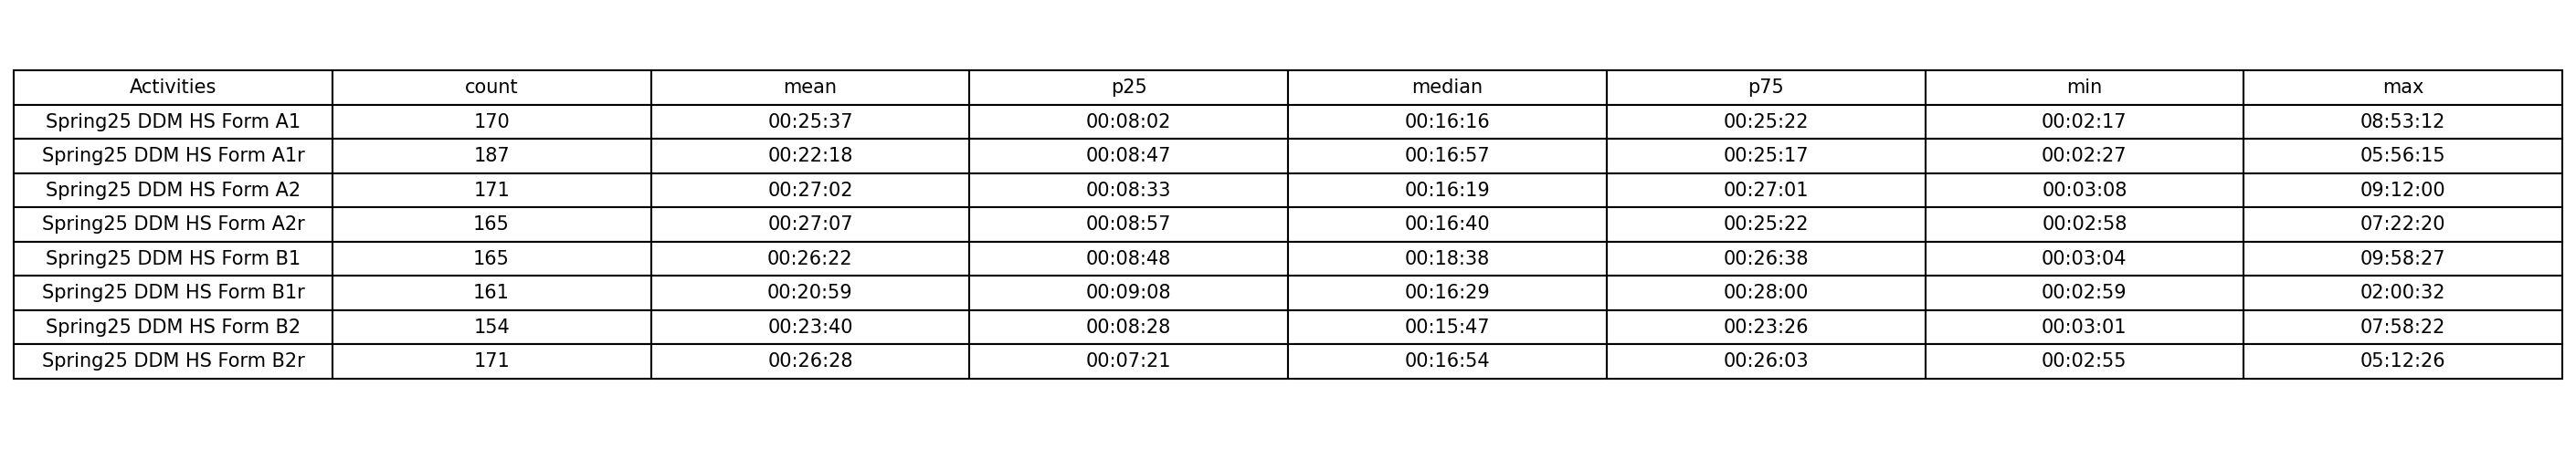 Activities count mean p25 median p75 min max
Spring25 DDM HS Form A1 170 00:25:37 00:08:02 00:16:16 00:25:22 00:02:17 08:53:12
Spring25 DDM HS Form A1r 187 00:22:18 00:08:47 00:16:57 00:25:17 00:02:27 05:56:15
Spring25 DDM HS Form A2 171 00:27:02 00:08:33 00:16:19 00:27:01 00:03:08 09:12:00
Spring25 DDM HS Form A2r 165 00:27:07 00:08:57 00:16:40 00:25:22 00:02:58 07:22:20
Spring25 DDM HS Form B1 165 00:26:22 00:08:48 00:18:38 00:26:38 00:03:04 09:58:27
Spring25 DDM HS Form B1r 161 00:20:59 00:09:08 00:16:29 00:28:00 00:02:59 02:00:32
Spring25 DDM HS Form B2 154 00:23:40 00:08:28 00:15:47 00:23:26 00:03:01 07:58:22
Spring25 DDM HS Form B2r 171 00:26:28 00:07:21 00:16:54 00:26:03 00:02:55 05:12:26